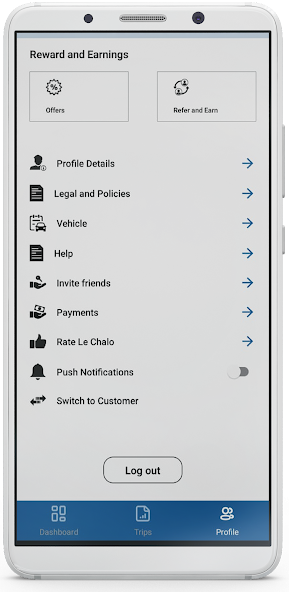 Reward and Earnings
Offers
Refer and Earn
Profile Details
Legal and Policies
Vehicle
Help
Invite friends
Payments
Rate Le Chalo
Push Notifications
Switch to Customer
Log out
Dashboard
Trips
Profile